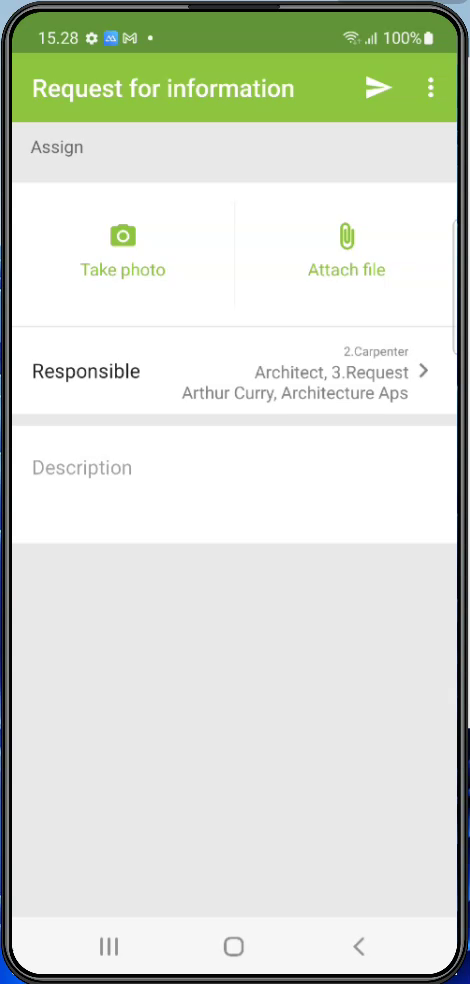 15.28 100%
Request for information
Assign
Take photo Attach file
2.Carpenter
Responsible Architect, 3.Request
Arthur Curry, Architecture Aps
Description